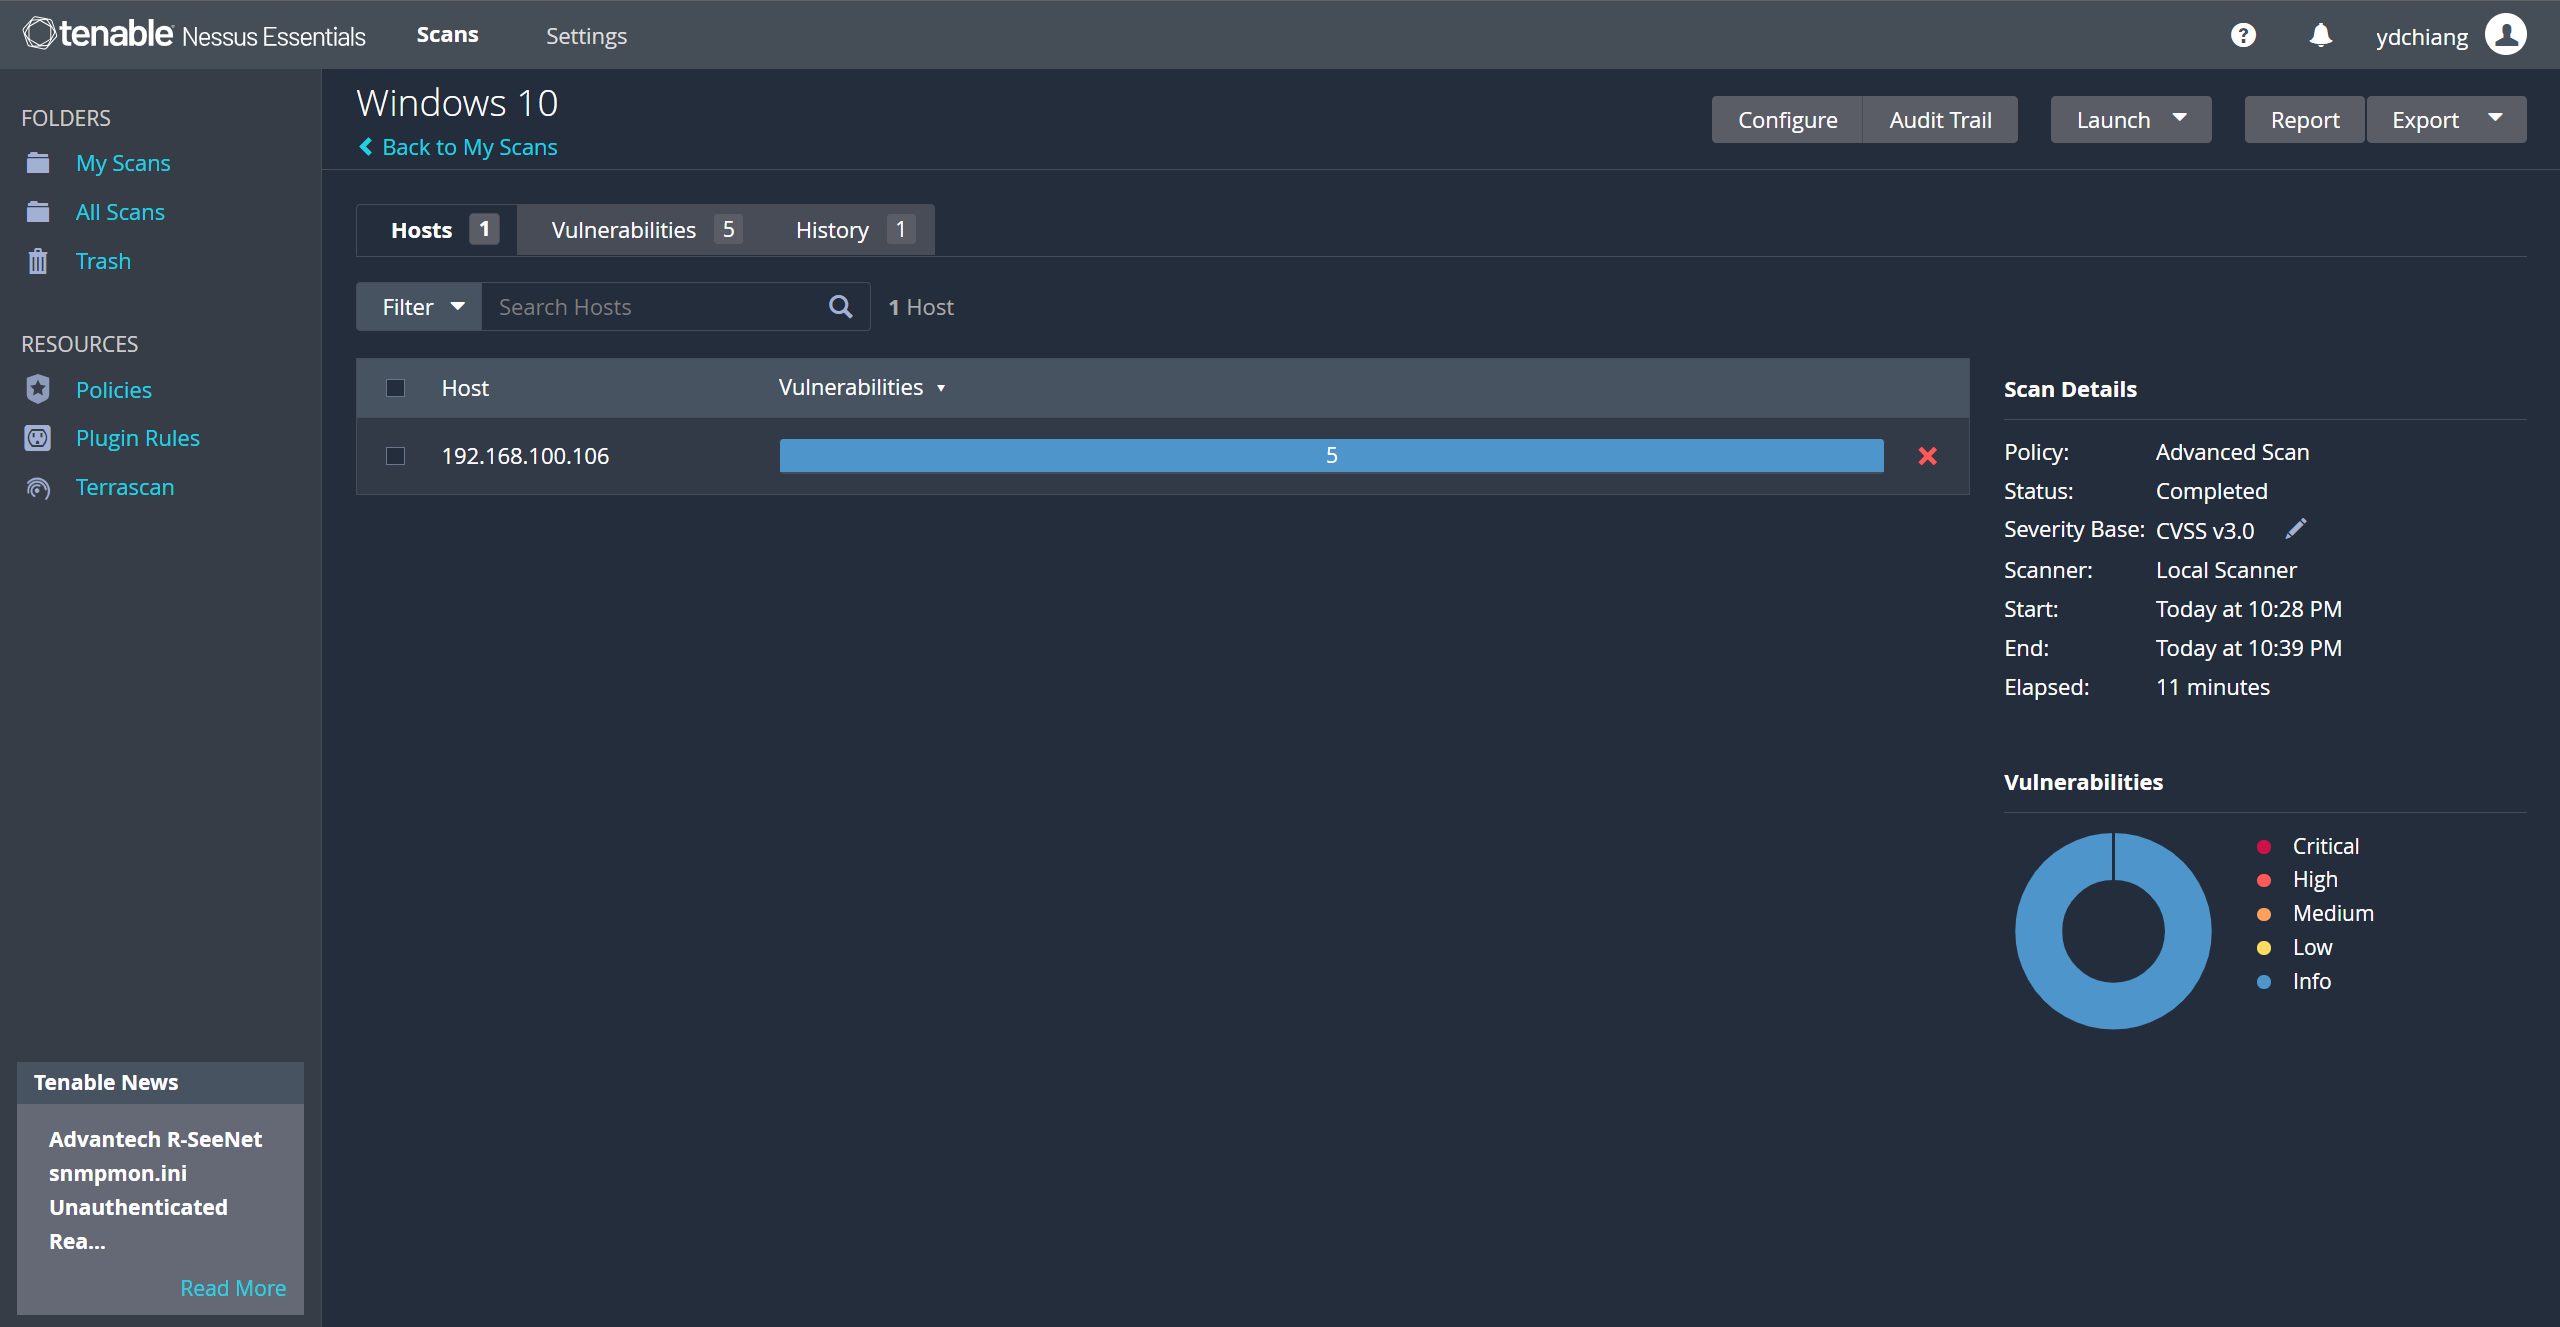 tenable Nessus Essentials
Scans
Settings
ydchiang
FOLDERS
My Scans
All Scans
Trash
RESOURCES
Policies
Plugin Rules
Terrascan
Tenable News
Advantech R-SeeNet
snmpmon.ini
Unauthenticated
Rea...
Read More
Windows 10
Back to My Scans
Configure
Audit Trail
Launch
Report
Export
Hosts 1
Vulnerabilities 5
History 1
Filter
Search Hosts
1 Host
Host Vulnerabilities
192.168.100.106 5
Scan Details
Policy: Advanced Scan
Status: Completed
Severity Base: CVSS v3.0
Scanner: Local Scanner
Start: Today at 10:28 PM
End: Today at 10:39 PM
Elapsed: 11 minutes
Vulnerabilities
Critical
High
Medium
Low
Info